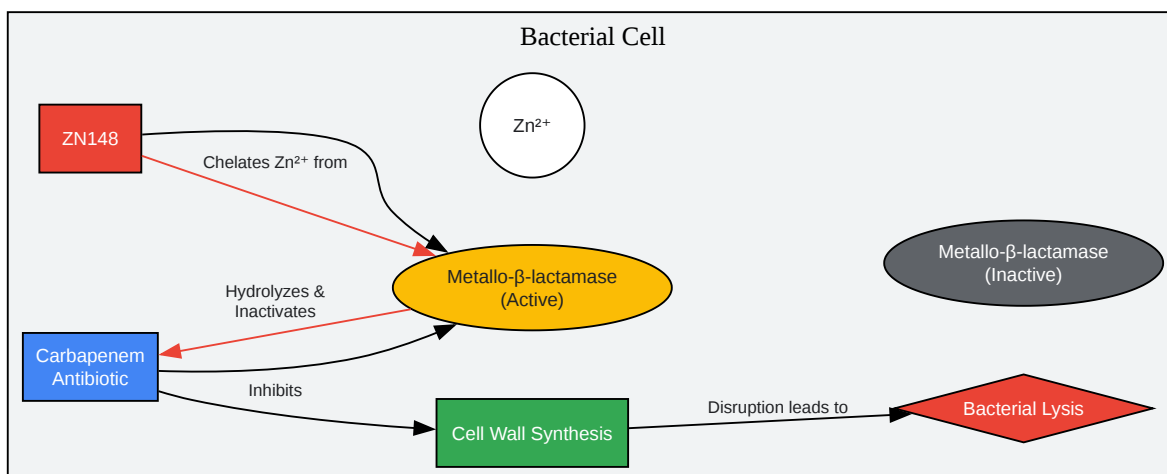 Bacterial Cell
Zn²⁺
ZN148
Chelates Zn²⁺ from
Metallo-β-lactamase
(Inactive)
Metallo-β-lactamase
(Active)
Hydrolyzes &
Inactivates
Carbapenem
Antibiotic
Inhibits
Cell Wall Synthesis
Disruption leads to
Bacterial Lysis